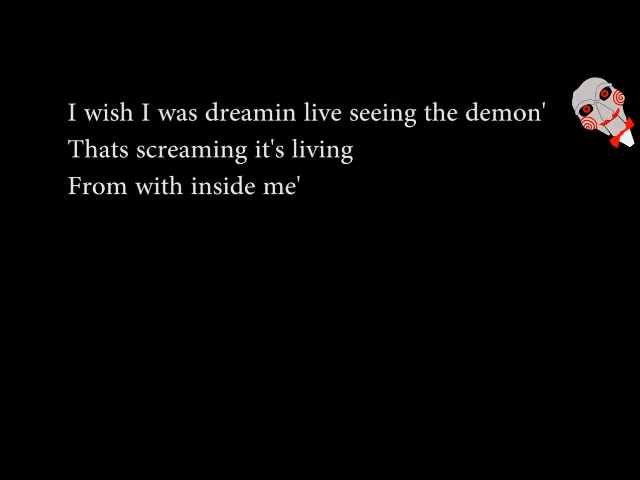 I wish I was dreamin live seeing the demon'
Thats screaming it's living
From with inside me'